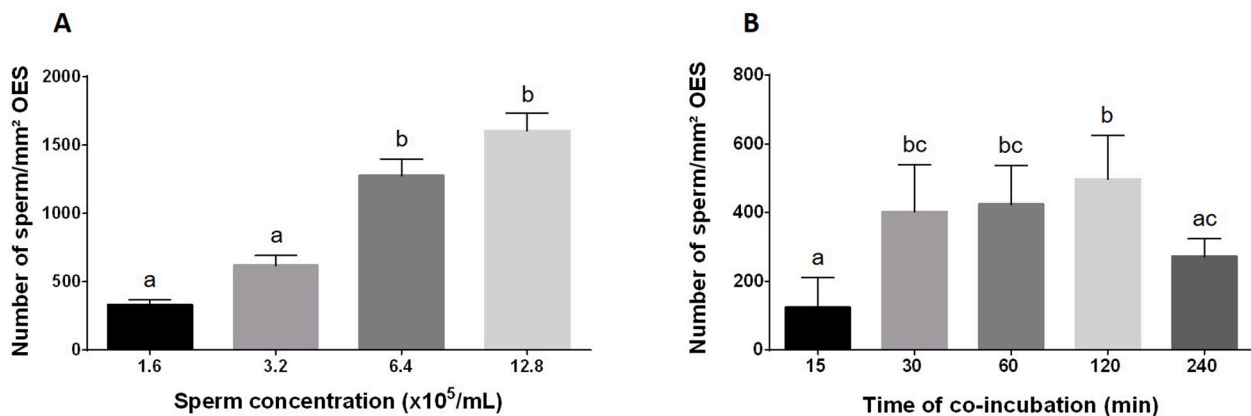 A
Number of sperm/mm² OES
2000
1500
1000
500
0
a
a
b
b
1.6
3.2
6.4
12.8
Sperm concentration (x10⁵/mL)
B
Number of sperm/mm² OES
800
600
400
200
0
a
bc
bc
b
ac
15
30
60
120
240
Time of co-incubation (min)